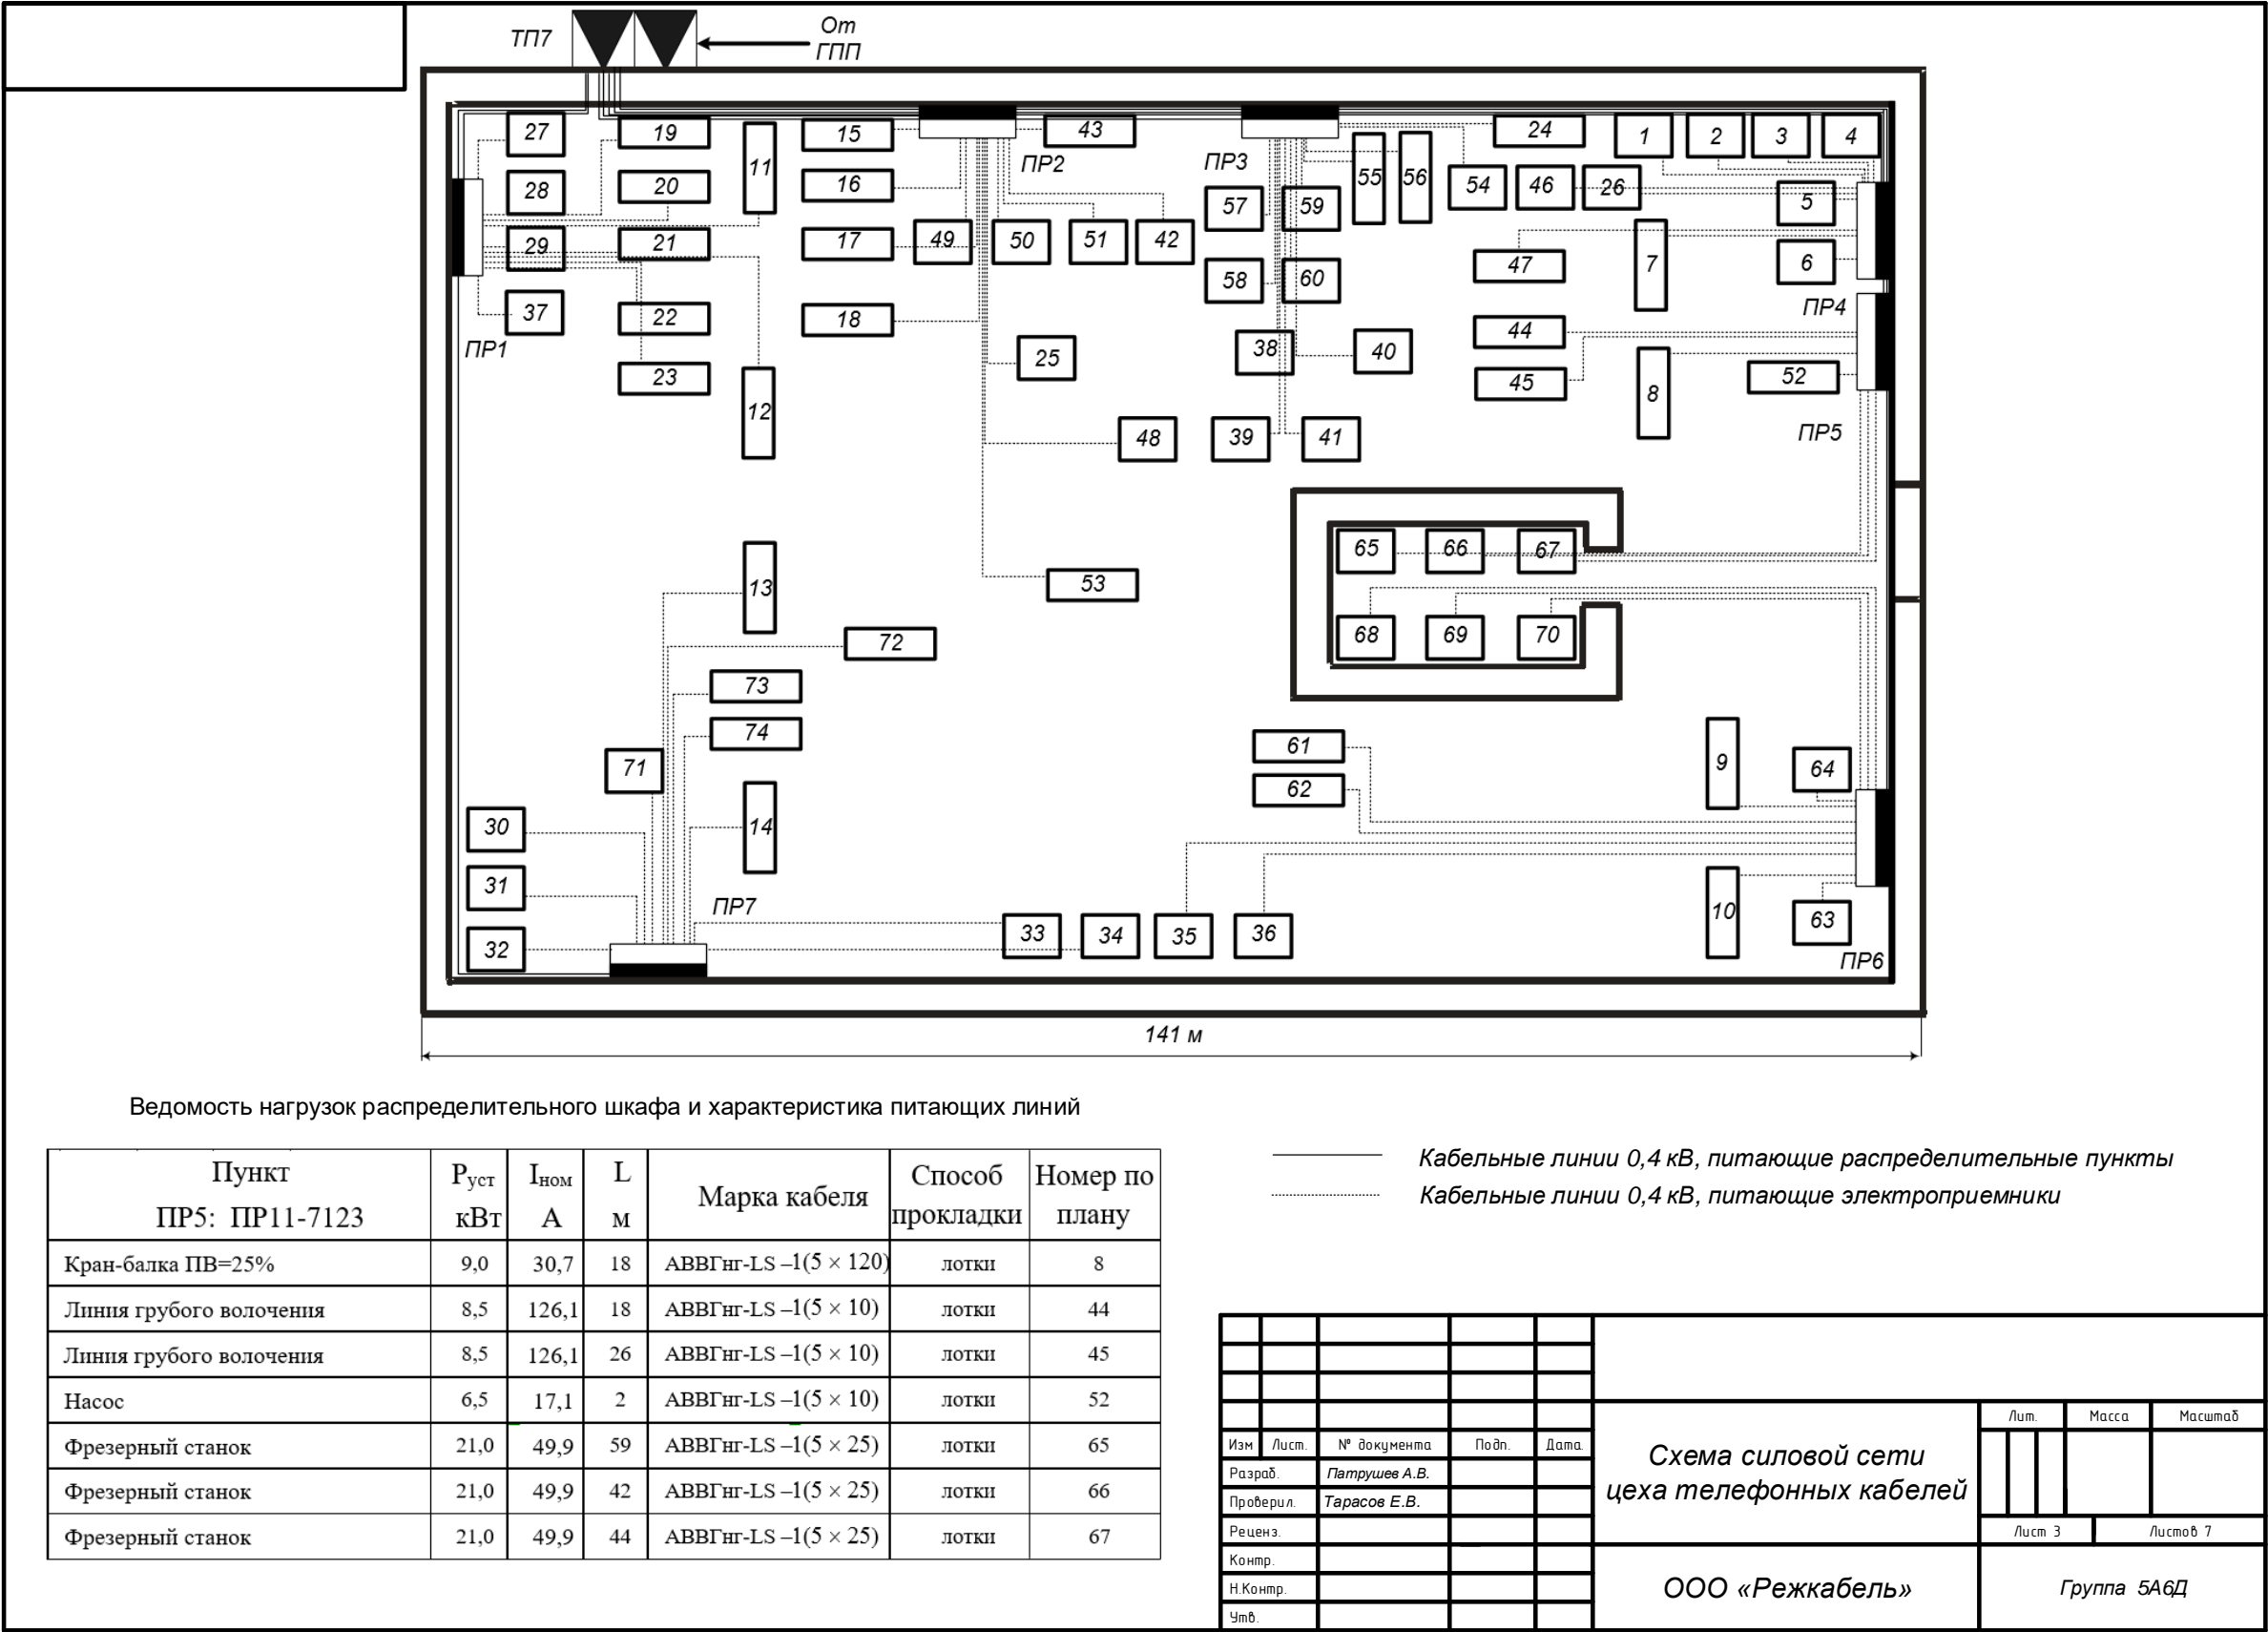 ТП7
От
ГПП
27
19
11
15
43
24
1
2
3
4
ПР2
ПР3
28
20
16
55
56
54
46
26
5
57
59
29
21
17
49
50
51
42
47
7
6
58
60
37
22
18
ПР4
44
ПР1
38
40
25
23
45
8
52
12
48
39
41
ПР5
65
66
67
13
53
72
68
69
70
73
74
61
9
64
71
62
30
14
31
ПР7
10
63
33
34
35
36
32
ПР6
141 м
Ведомость нагрузок распределительного шкафа и характеристика питающих линий
Пункт
ПР5: ПР11-7123
Pуст
кВт
Iном
А
L
м
Марка кабеля
Способ
прокладки
Номер по
плану
Кран-балка ПВ=25% 9,0 30,7 18 АВВГнг-LS –1(5 × 120) лотки 8
Линия грубого волочения 8,5 126,1 18 АВВГнг-LS –1(5 × 10) лотки 44
Линия грубого волочения 8,5 126,1 26 АВВГнг-LS –1(5 × 10) лотки 45
Насос 6,5 17,1 2 АВВГнг-LS –1(5 × 10) лотки 52
Фрезерный станок 21,0 49,9 59 АВВГнг-LS –1(5 × 25) лотки 65
Фрезерный станок 21,0 49,9 42 АВВГнг-LS –1(5 × 25) лотки 66
Фрезерный станок 21,0 49,9 44 АВВГнг-LS –1(5 × 25) лотки 67
Кабельные линии 0,4 кВ, питающие распределительные пункты
Кабельные линии 0,4 кВ, питающие электроприемники
Изм Лист. № документа Подп. Дата.
Разраб. Патрушев А.В.
Проверил. Тарасов Е.В.
Реценз.
Контр.
Н.Контр.
Утв.
Схема силовой сети
цеха телефонных кабелей
ООО «Режкабель»
Лит. Масса Масштаб
Лист 3 Листов 7
Группа 5А6Д